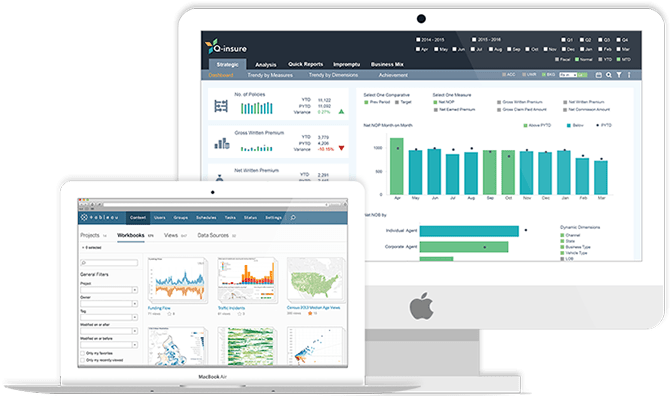 Q-insure
2014 - 2015
2015 - 2016
Q1 Q2 Q3 Q4
Apr May Jun Jul Aug Sep Oct Nov Dec Jan Feb Mar
Fiscal Normal YTD MTD
Strategic Analysis Quick Reports Impromptu Business Mix
Dashboard Trendy by Measures Trendy by Dimensions Achievement
ACC UWR BKG
No. of Policies
YTD 11,122
PYTD 11,092
Variance 0.27%
Gross Written Premium
YTD 3,779
PYTD 4,206
Variance -10.15%
Net Written Premium
YTD 2,291
Select One Comparative
Prev Period Target
Select One Measure
Net NOP Gross Written Premium Net Written Premium
Net Earned Premium Gross Claim Paid Amount Net Commission Amount
Net NOP Month on Month
Above PYTD Below PYTD
1000
500
0
Apr May Jun Jul Aug Sep Oct Nov Dec Jan Feb Mar
Net NOB by
Individual Agent
Corporate Agent
Dynamic Dimensions
Channel
State
Business Type
Vehicle Type
LOB
tableau Content Users Groups Schedules Tasks Status Settings
Projects Workbooks Views Data Sources
0 selected
General Filters
Project
Owner
Tag
Modified on or after
Modified on or before
Only my favorites
Only my recently viewed
Funding Flow
Traffic Incidents
Census 2010 Median Age Views
MacBook Air